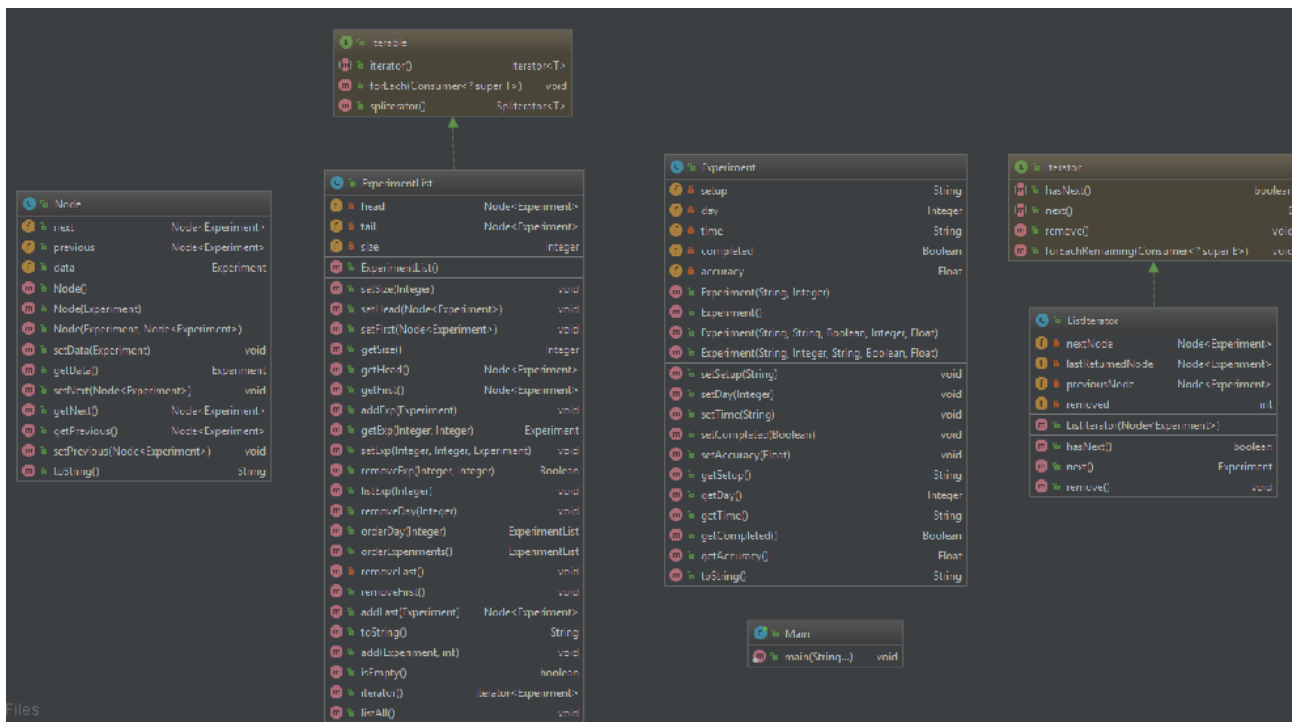 Iterable
iterator() Iterator<T>
forEach(Consumer<? super T>) void
spliterator() Spliterator<T>
Node
next Node<Experiment>
previous Node<Experiment>
data Experiment
Node()
Node(Experiment)
Node(Experiment, Node<Experiment>)
setData(Experiment) void
getData() Experiment
setNext(Node<Experiment>) void
getNext() Node<Experiment>
getPrevious() Node<Experiment>
setPrevious(Node<Experiment>) void
toString() String
ExperimentList
head Node<Experiment>
tail Node<Experiment>
size Integer
ExperimentList()
setSize(Integer) void
setHead(Node<Experiment>) void
setFirst(Node<Experiment>) void
getSize() Integer
getHead() Node<Experiment>
getFirst() Node<Experiment>
addExp(Experiment) void
getExp(Integer, Integer) Experiment
setExp(Integer, Integer, Experiment) void
removeExp(Integer, Integer) Boolean
listExp(Integer) void
removeDay(Integer) void
orderDay(Integer) ExperimentList
orderExperiments() ExperimentList
removeLast() void
removeFirst() void
addLast(Experiment) Node<Experiment>
toString() String
add(Experiment, int) void
isEmpty() boolean
iterator() Iterator<Experiment>
listAll() void
Experiment
setup String
day Integer
time String
completed Boolean
accuracy Float
Experiment(String, Integer)
Experiment()
Experiment(String, String, Boolean, Integer, Float)
Experiment(String, Integer, String, Boolean, Float)
setSetup(String) void
setDay(Integer) void
setTime(String) void
setCompleted(Boolean) void
setAccuracy(Float) void
getSetup() String
getDay() Integer
getTime() String
getCompleted() Boolean
getAccuracy() Float
toString() String
Main
main(String...) void
Iterator
hasNext() boolean
next()
remove() void
forEachRemaining(Consumer<? super E>) void
ListIterator
nextNode Node<Experiment>
lastReturnedNode Node<Experiment>
previousNode Node<Experiment>
removed int
ListIterator(Node<Experiment>)
hasNext() boolean
next() Experiment
remove() void
Files